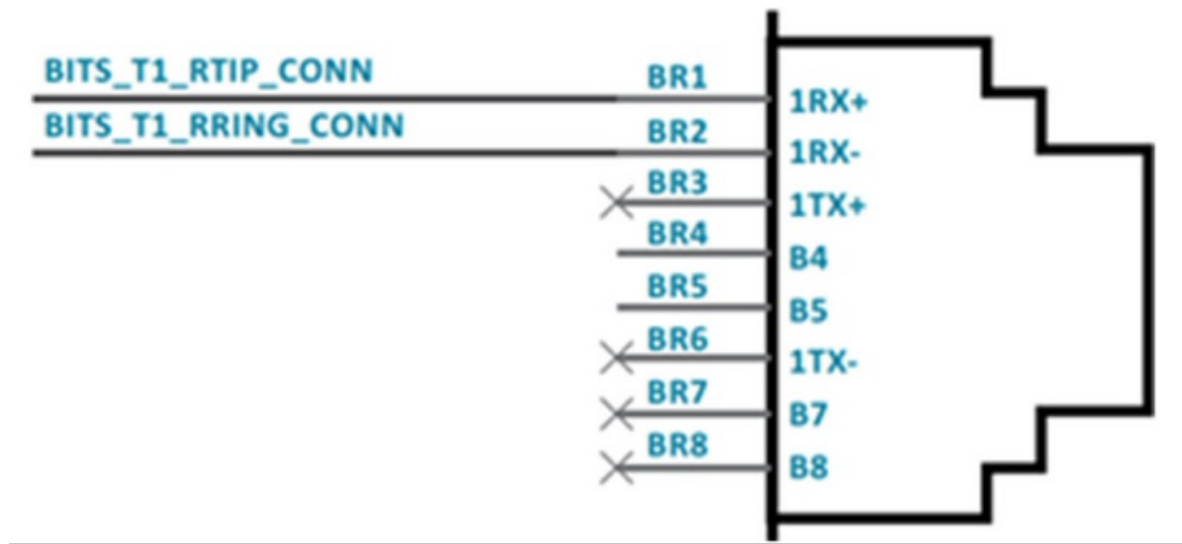 BITS_T1_RTIP_CONN BR1 1RX+
BITS_T1_RRING_CONN BR2 1RX-
BR3 1TX+
BR4 B4
BR5 B5
BR6 1TX-
BR7 B7
BR8 B8